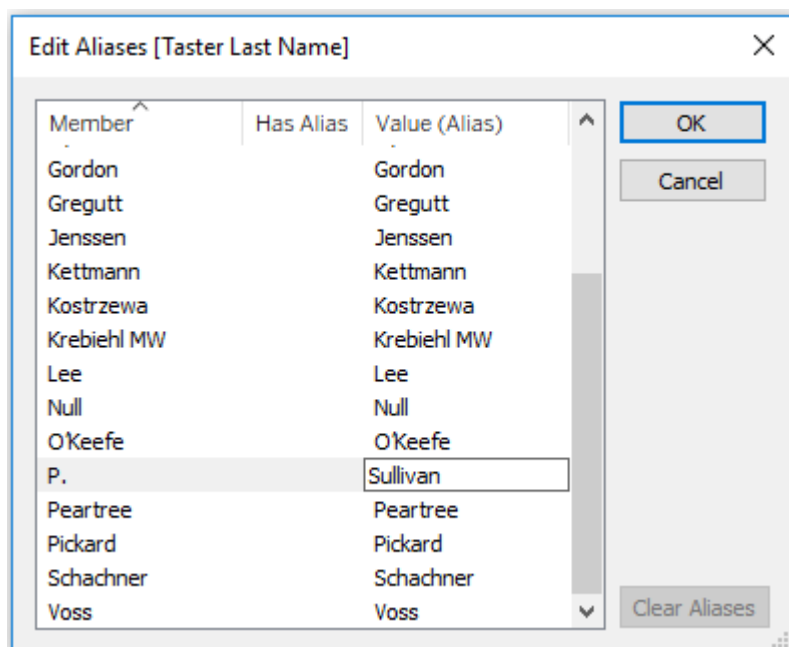 Edit Aliases [Taster Last Name]
Member Has Alias Value (Alias)
Gordon Gordon
Gregutt Gregutt
Jenssen Jenssen
Kettmann Kettmann
Kostrzewa Kostrzewa
Krebiehl MW Krebiehl MW
Lee Lee
Null Null
O'Keefe O'Keefe
P. Sullivan
Peartree Peartree
Pickard Pickard
Schachner Schachner
Voss Voss
OK
Cancel
Clear Aliases